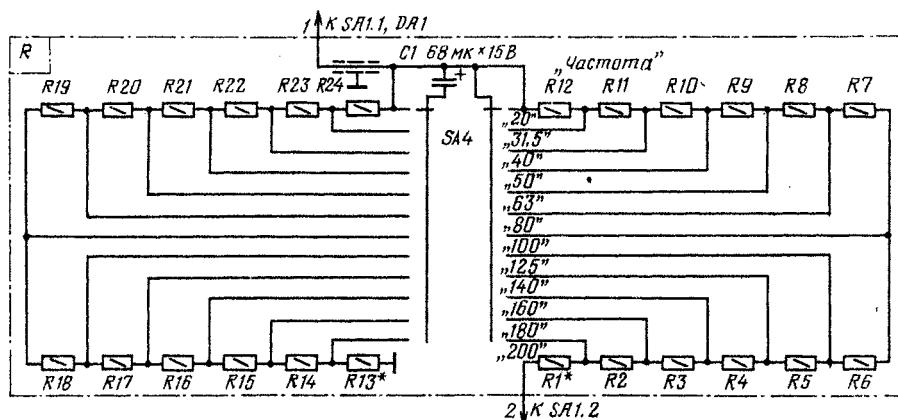 1 К SA1.1, DA1
R
C1 68 мк × 15 В
+
„Частота”
R19 R20 R21 R22 R23 R24 R12 R11 R10 R9 R8 R7
SA4
„20”
„31,5”
„40”
„50”
„63”
„80”
„100”
„125”
„140”
„160”
„180”
„200”
R18 R17 R16 R15 R14 R13* R1* R2 R3 R4 R5 R6
2 К SA1.2